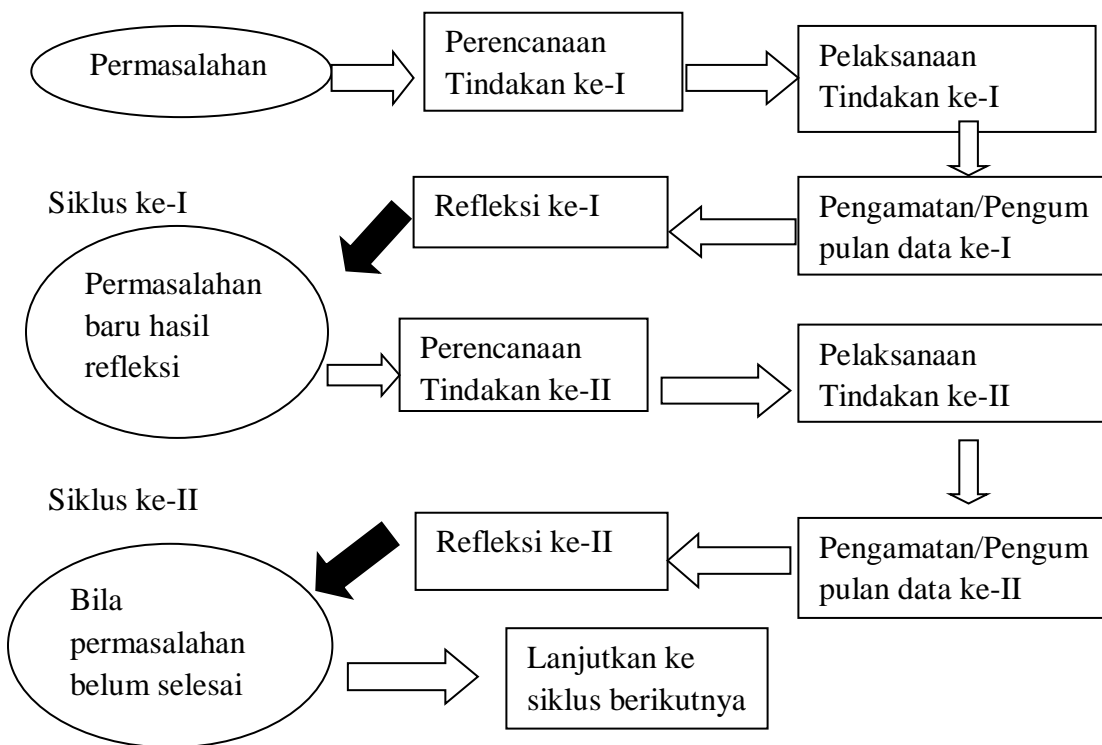 Permasalahan
Perencanaan
Tindakan ke-I
Pelaksanaan
Tindakan ke-I
Siklus ke-I
Refleksi ke-I
Pengamatan/Pengum
pulan data ke-I
Permasalahan
baru hasil
refleksi
Perencanaan
Tindakan ke-II
Pelaksanaan
Tindakan ke-II
Siklus ke-II
Refleksi ke-II
Pengamatan/Pengum
pulan data ke-II
Bila
permasalahan
belum selesai
Lanjutkan ke
siklus berikutnya